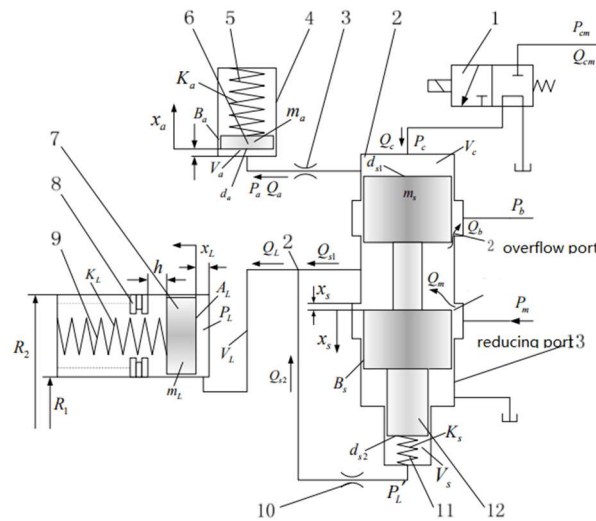 6
5
3
4
2
1
P_cm
Q_cm
K_a
x_a
B_a
m_a
Q_c
P_c
V_c
7
V_a
d_a
P_a Q_a
d_s1
m_s
8
P_b
Q_b
9
2
overflow port
K_L
h
x_L
A_L
P_L
Q_L
2
Q_s1
Q_m
x_s
P_m
R_2
V_L
x_s
reducing port
13
m_L
R_1
Q_s2
B_s
d_s2
K_s
V_s
10
P_L'
11
12